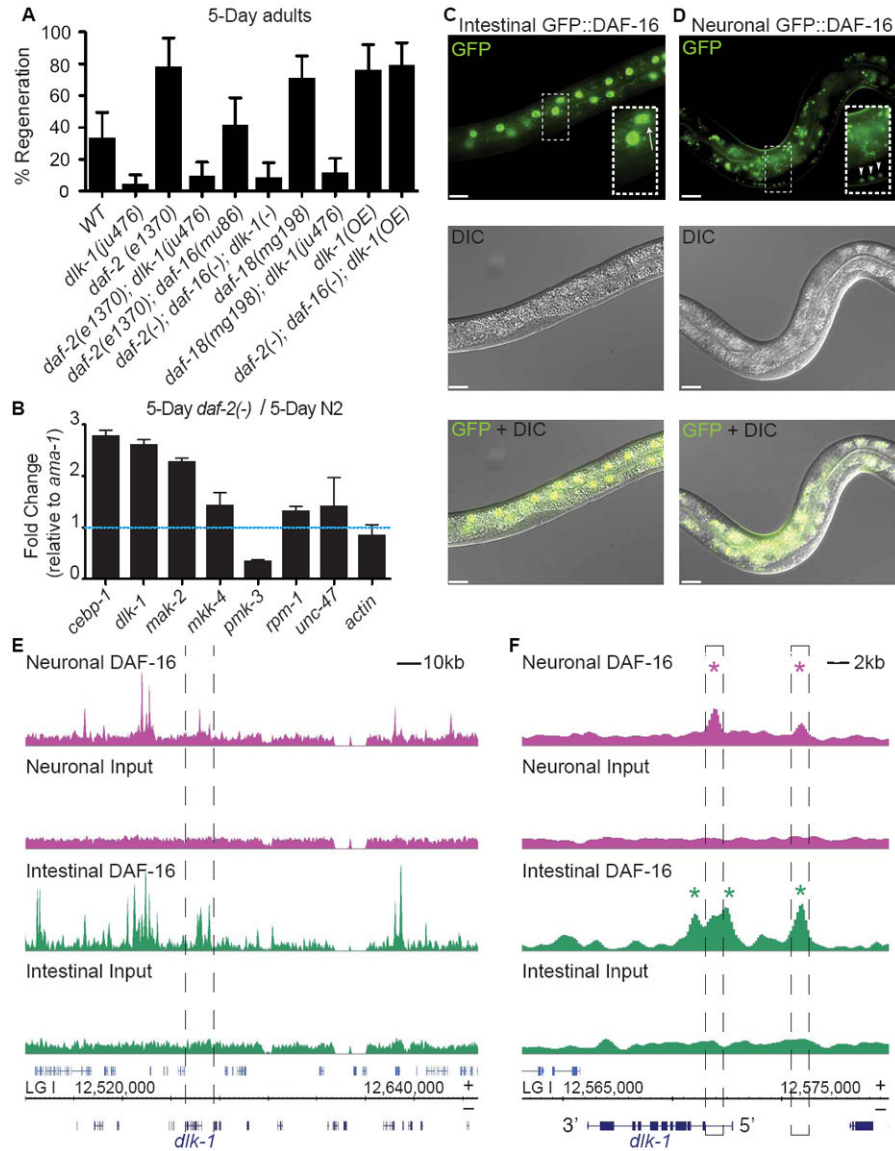 A
5-Day adults
% Regeneration
100
80
60
40
20
0
WT
dlk-1(ju476)
daf-2 (e1370)
daf-2(e1370); dlk-1(ju476)
daf-2(e1370); daf-16(mu86)
daf-2(-); daf-16(-); dlk-1(-)
daf-18(mg198)
daf-18(mg198); dlk-1(ju476)
dlk-1(OE)
daf-2(-); daf-16(-); dlk-1(OE)
B
5-Day daf-2(-) / 5-Day N2
Fold Change
(relative to ama-1)
3
2
1
0
cebp-1
dlk-1
mak-2
mkk-4
pmk-3
rpm-1
unc-47
actin
C
Intestinal GFP::DAF-16
GFP
DIC
GFP + DIC
D
Neuronal GFP::DAF-16
GFP
DIC
GFP + DIC
E
Neuronal DAF-16
10kb
Neuronal Input
Intestinal DAF-16
Intestinal Input
LG I 12,520,000 12,640,000 +
–
dlk-1
F
Neuronal DAF-16
2kb
* *
Neuronal Input
Intestinal DAF-16
* * *
Intestinal Input
LG I 12,565,000 12,575,000 +
–
3' 5'
dlk-1